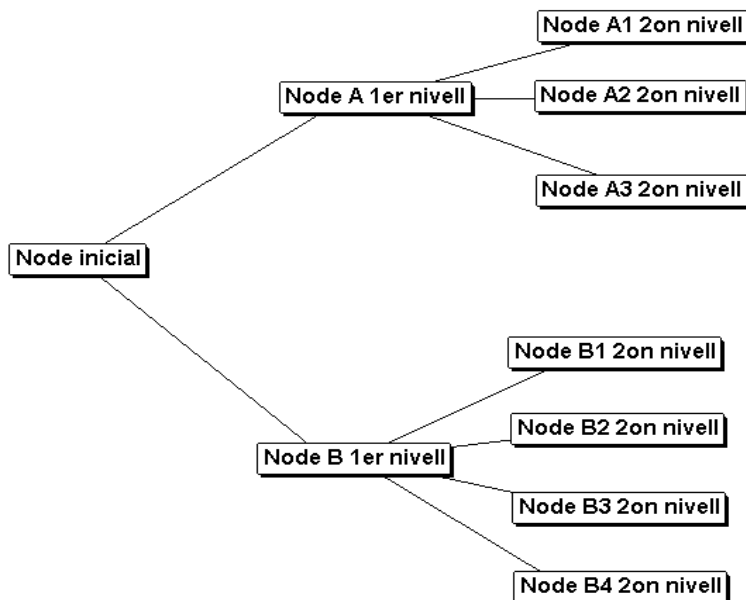 Node A1 2on nivell
Node A 1er nivell
Node A2 2on nivell
Node A3 2on nivell
Node inicial
Node B1 2on nivell
Node B2 2on nivell
Node B 1er nivell
Node B3 2on nivell
Node B4 2on nivell